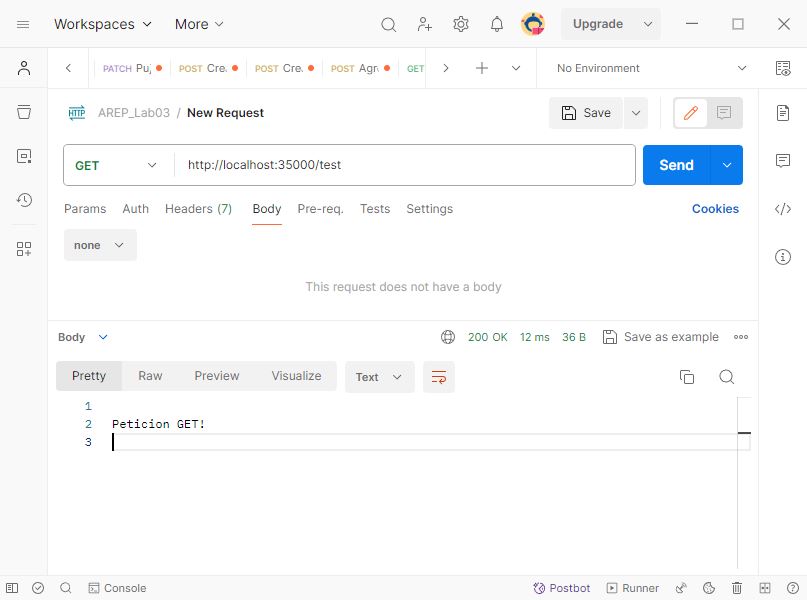 Workspaces More Upgrade
PATCH Pu POST Cre. POST Cre. POST Agr GET No Environment
HTTP AREP_Lab03 / New Request Save
GET http://localhost:35000/test Send
Params Auth Headers (7) Body Pre-req. Tests Settings Cookies
none
This request does not have a body
Body 200 OK 12 ms 36 B Save as example
Pretty Raw Preview Visualize Text
1
2 Peticion GET!
3
Console Postbot Runner